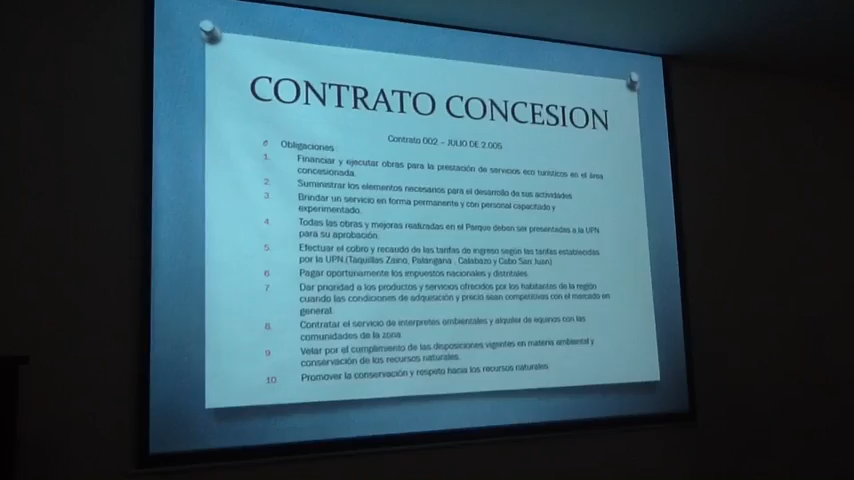 CONTRATO CONCESION
Contrato 002 – JULIO DE 2.005
Obligaciones :
1. Financiar y ejecutar obras para la prestación de servicios eco turísticos en el área
concesionada.
2. Suministrar los elementos necesarios para el desarrollo de sus actividades
3. Brindar un servicio en forma permanente y con personal capacitado y
experimentado.
4. Todas las obras y mejoras realizadas en el Parque deben ser presentadas a la UPN
para su aprobación.
5. Efectuar el cobro y recaudo de las tarifas de ingreso según las tarifas establecidas
por la UPN.(Taquillas Zaino, Palangana , Calabazo y Cabo San Juan)
6 Pagar oportunamente los impuestos nacionales y distritales.
7 Dar prioridad a los productos y servicios ofrecidos por los habitantes de la región
cuando las condiciones de adquisición y precio sean competitivas con el mercado en
general.
8. Contratar el servicio de interpretes ambientales y alquiler de equinos con las
comunidades de la zona
9 Velar por el cumplimiento de las disposiciones vigentes en materia ambiental y
conservación de los recursos naturales.
10 Promover la conservación y respeto hacia los recursos naturales